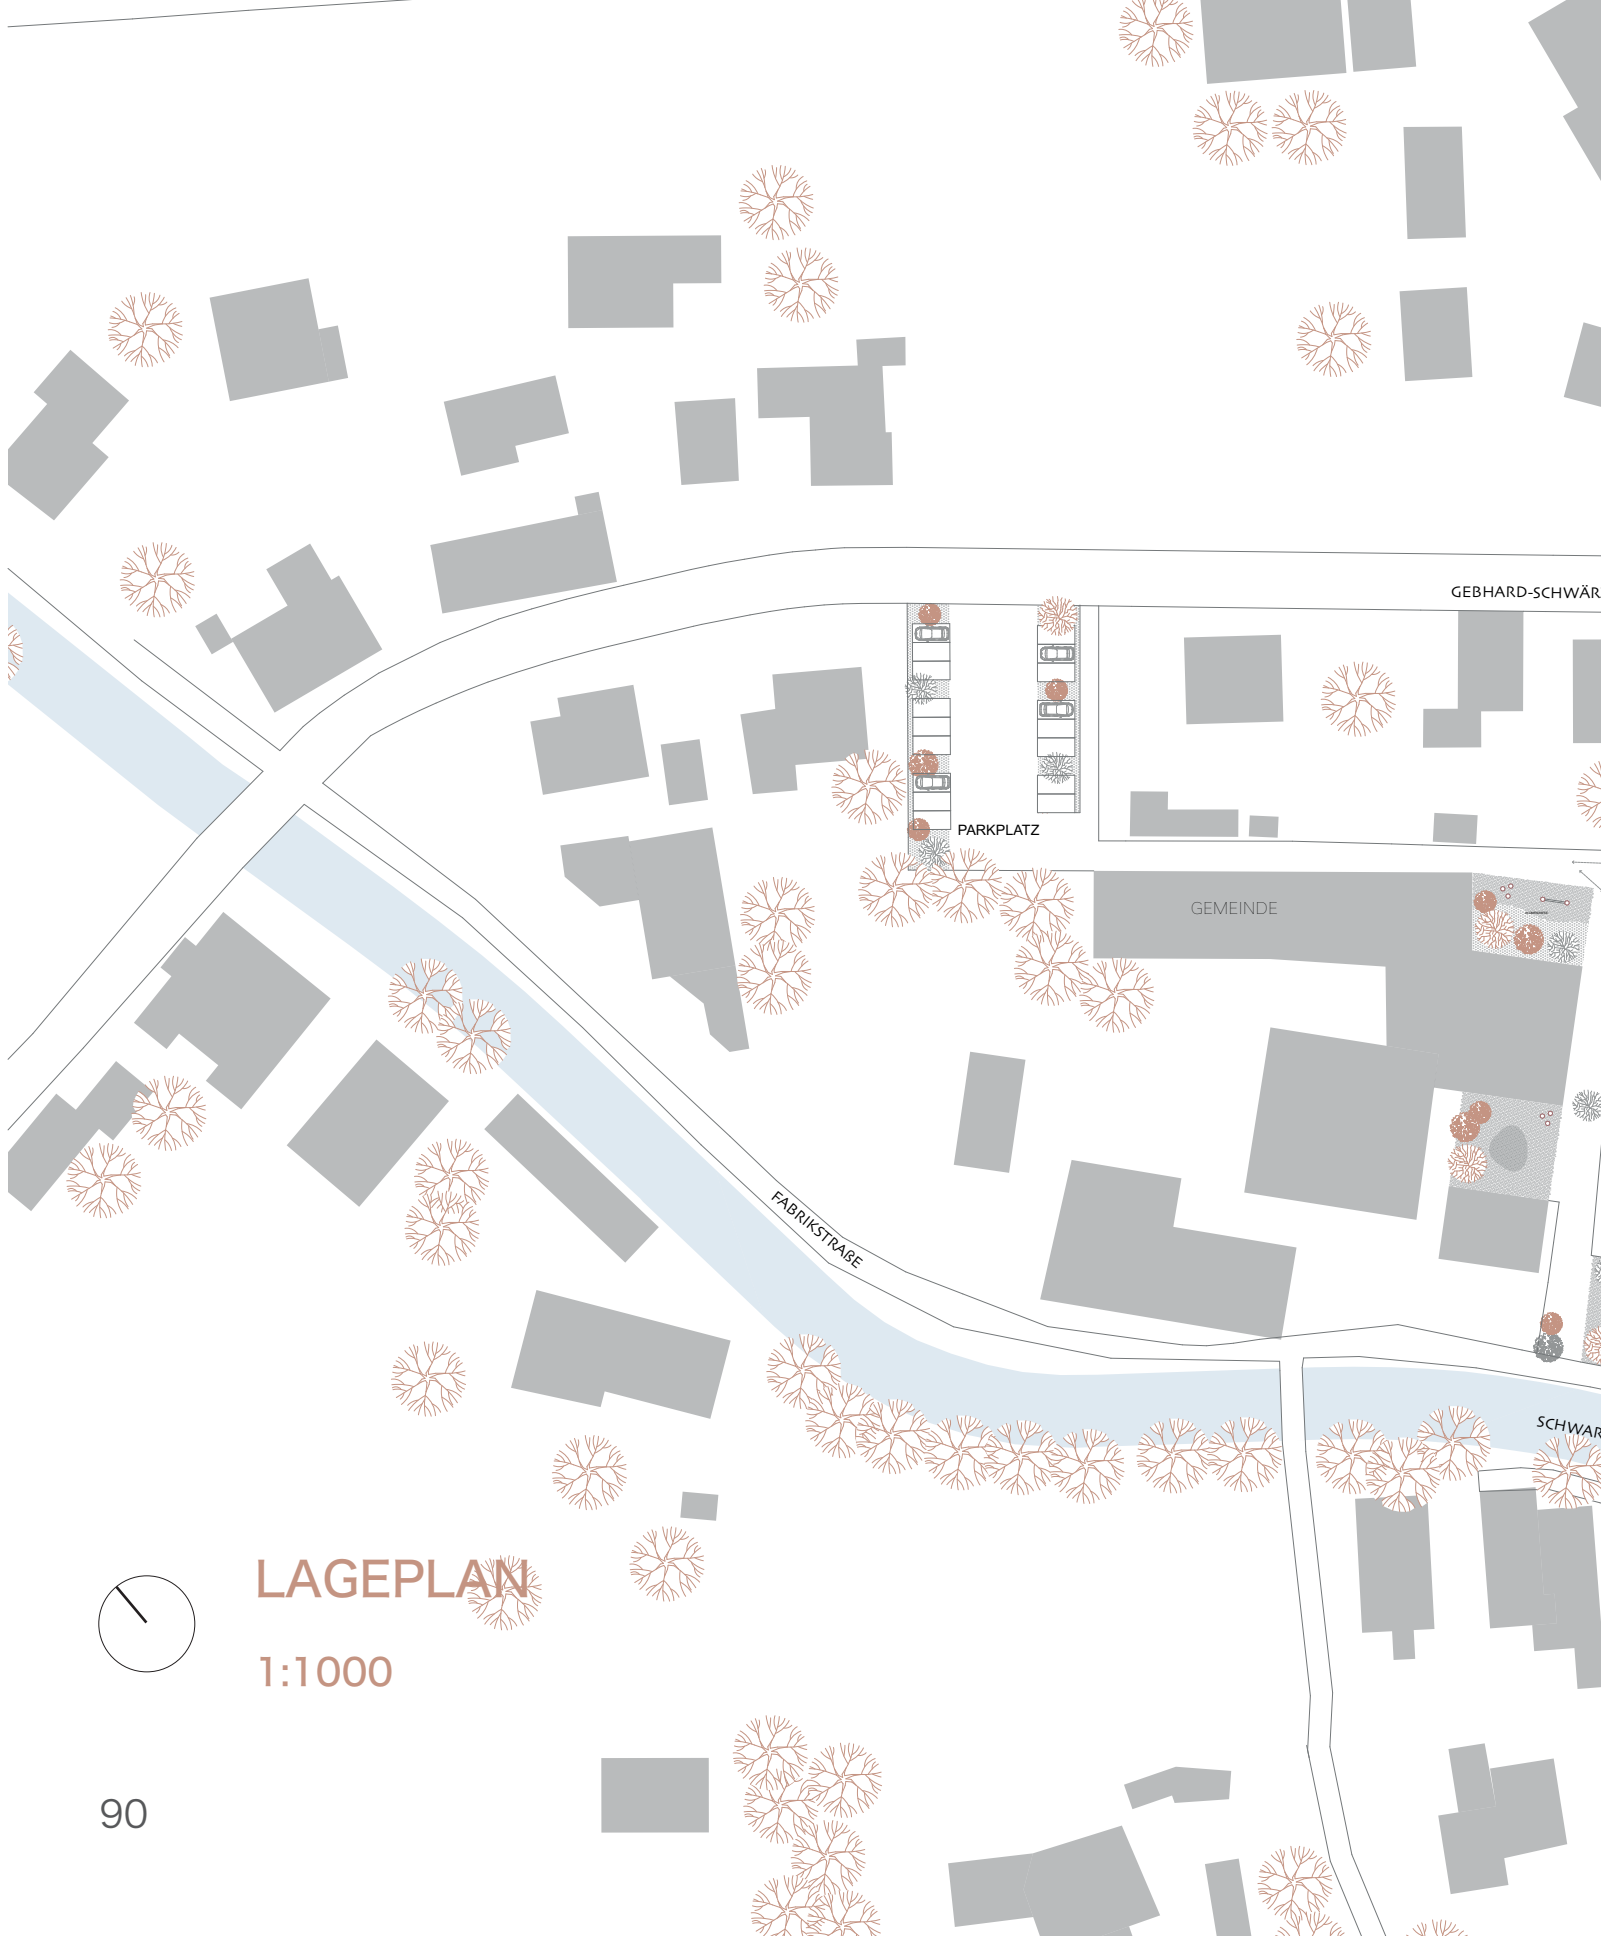 GEBHARD-SCHWÄR
PARKPLATZ
GEMEINDE
FABRIKSTRAßE
SCHWAR
LAGEPLAN
1:1000
90